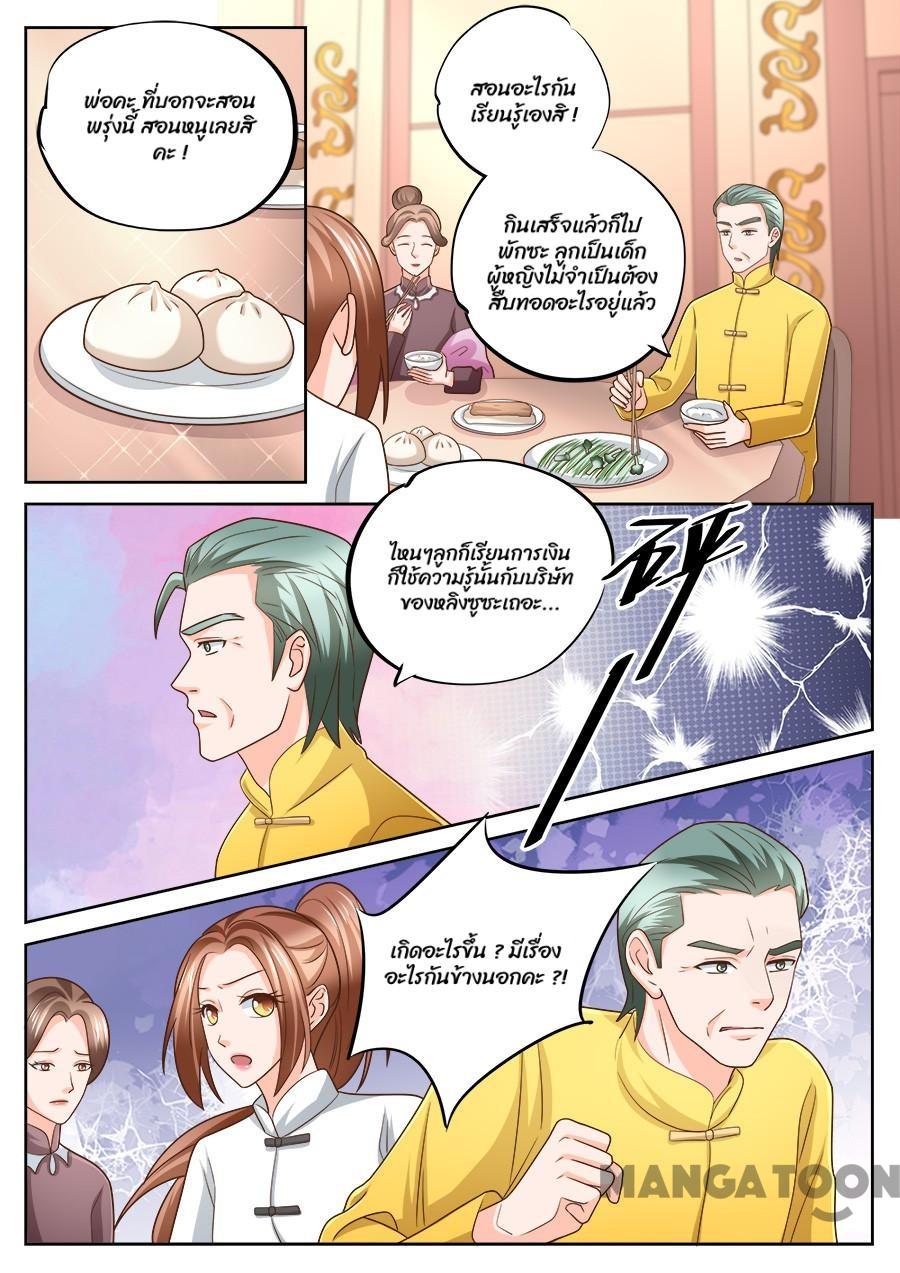 พ่อคะ ที่บอกจะสอน
พรุ่งนี้ สอนหนูเลยสิ
คะ !
สอนอะไรกัน
เรียนรู้เองสิ !
กินเสร็จแล้วก็ไป
พักซะ ลูกเป็นเด็ก
ผู้หญิงไม่จำเป็นต้อง
สืบทอดอะไรอยู่แล้ว
ไหนๆลูกก็เรียนการเงิน
ก็ใช้ความรู้นั้นกับบริษัท
ของหลิงซูซะเถอะ...
砰
เกิดอะไรขึ้น ? มีเรื่อง
อะไรกันข้างนอกคะ ?!
MANGATOON